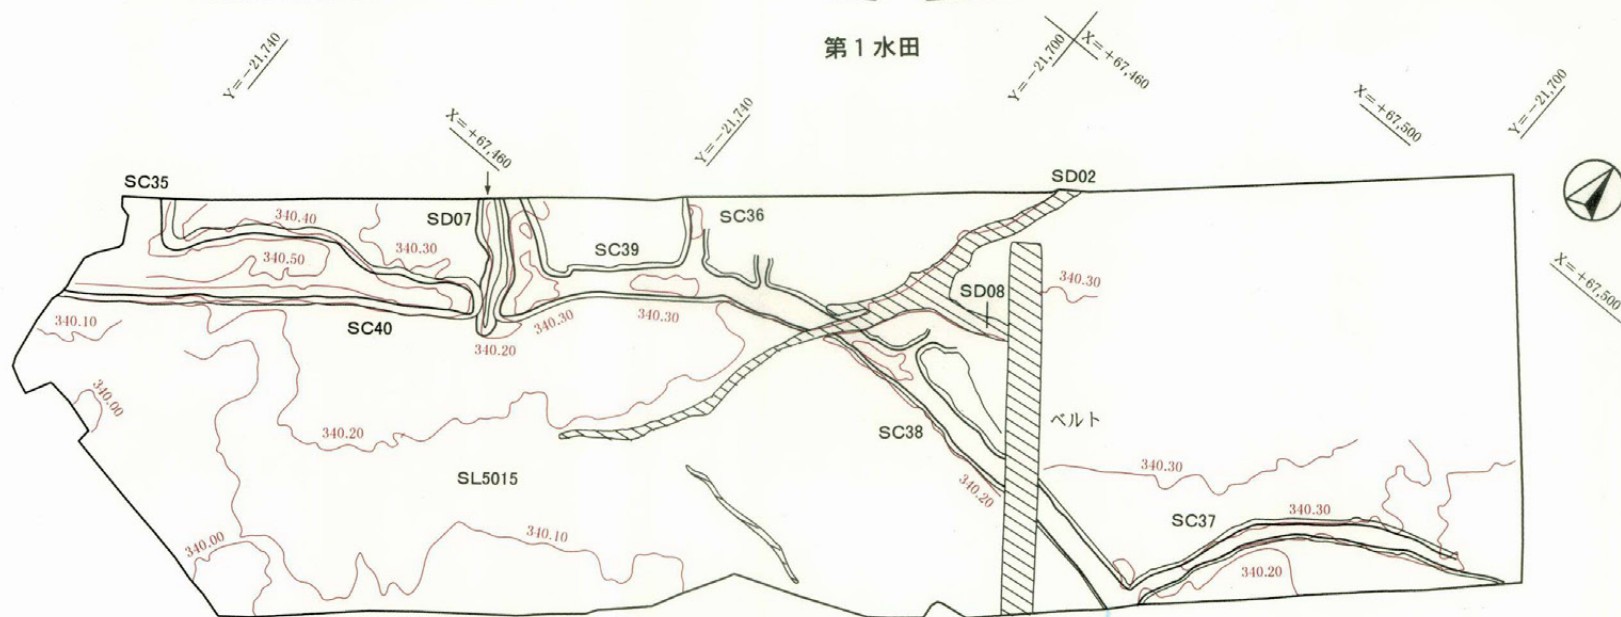 第1水田
Y=-21,740
X=+67,460
Y=-21,740
Y=-21,700
X=+67,460
X=+67,500
Y=-21,700
X=+67,500
SC35
SD07
SC39
SC36
SD02
340.40
340.30
340.50
SC40
340.10
340.20
340.30
340.30
SD08
340.30
340.00
340.20
SL5015
SC38
ベルト
340.20
340.30
340.00
340.10
SC37
340.30
340.20